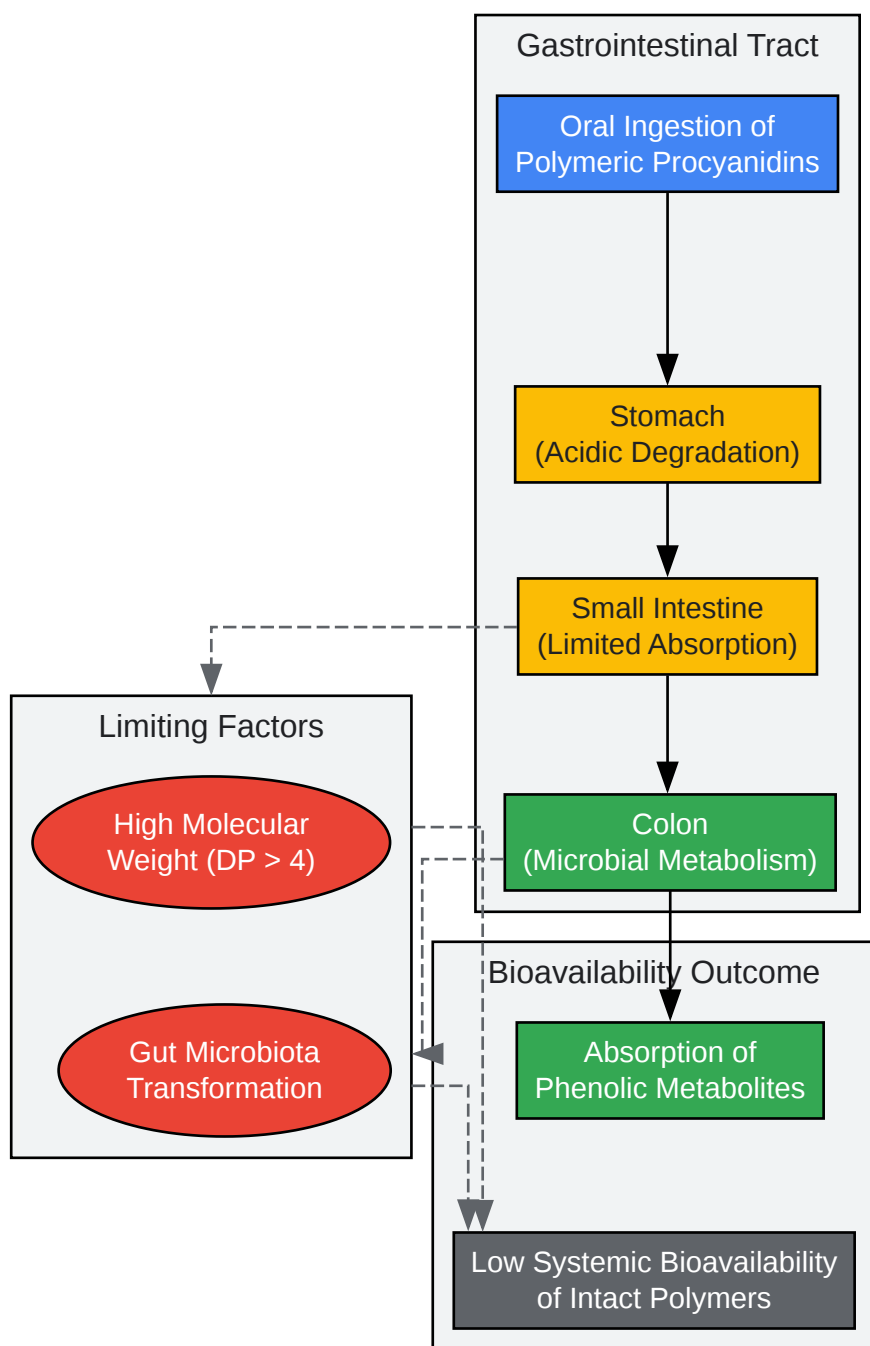 Gastrointestinal Tract
Oral Ingestion of
Polymeric Procyanidins
Stomach
(Acidic Degradation)
Small Intestine
(Limited Absorption)
Colon
(Microbial Metabolism)
Limiting Factors
High Molecular
Weight (DP > 4)
Gut Microbiota
Transformation
Bioavailability Outcome
Absorption of
Phenolic Metabolites
Low Systemic Bioavailability
of Intact Polymers